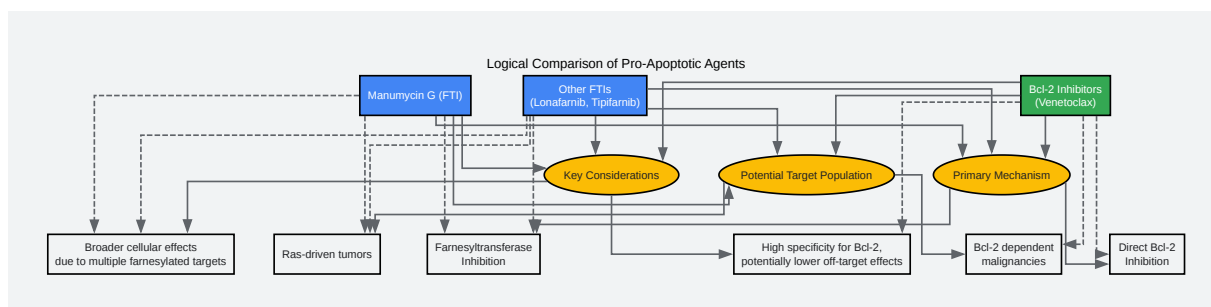 Logical Comparison of Pro-Apoptotic Agents
Manumycin G (FTI)
Other FTIs
(Lonafarnib, Tipifarnib)
Bcl-2 Inhibitors
(Venetoclax)
Key Considerations
Potential Target Population
Primary Mechanism
Broader cellular effects
due to multiple farnesylated targets
Ras-driven tumors
Farnesyltransferase
Inhibition
High specificity for Bcl-2,
potentially lower off-target effects
Bcl-2 dependent
malignancies
Direct Bcl-2
Inhibition